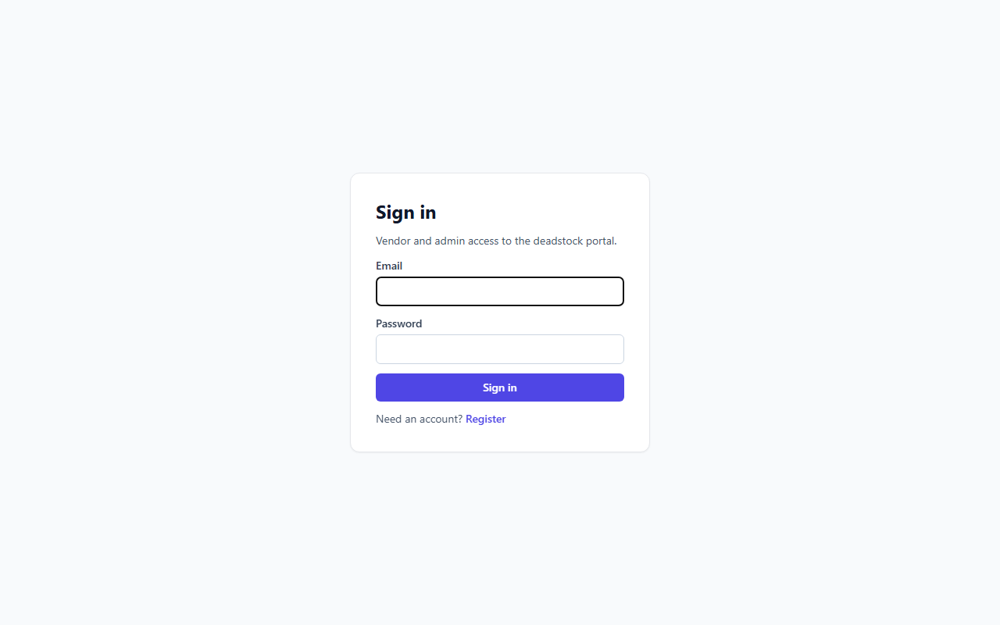 Sign in
Vendor and admin access to the deadstock portal.
Email
Password
Sign in
Need an account? Register